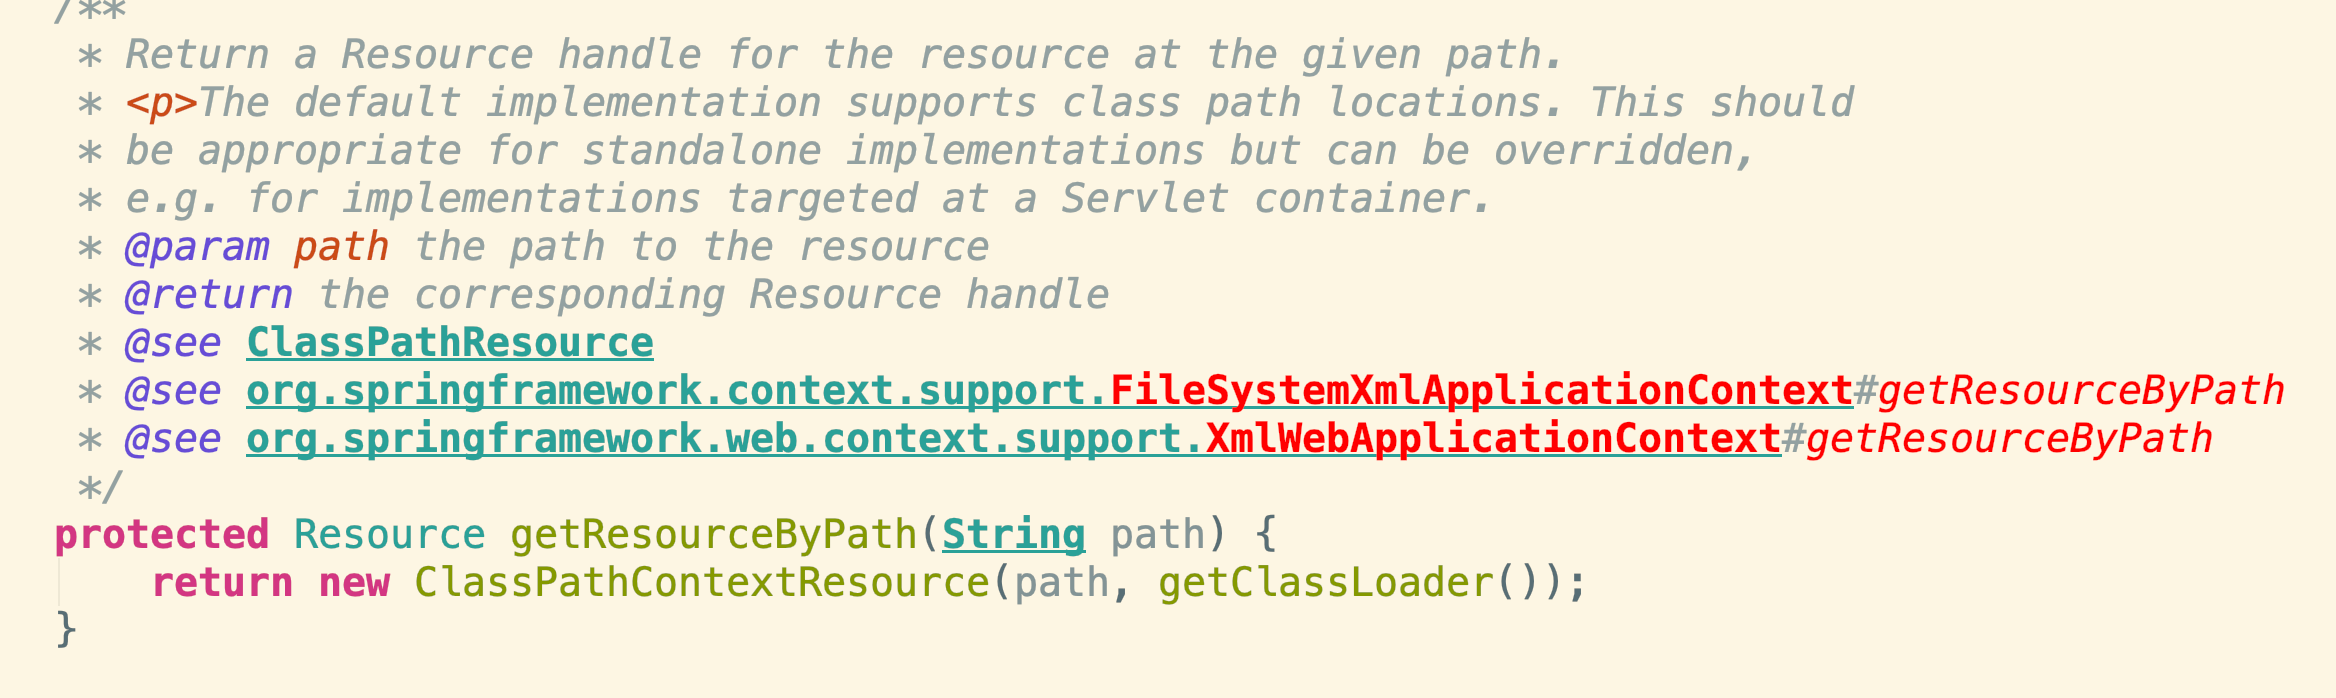 /**
 * Return a Resource handle for the resource at the given path.
 * <p>The default implementation supports class path locations. This should
 * be appropriate for standalone implementations but can be overridden,
 * e.g. for implementations targeted at a Servlet container.
 * @param path the path to the resource
 * @return the corresponding Resource handle
 * @see ClassPathResource
 * @see org.springframework.context.support.FileSystemXmlApplicationContext#getResourceByPath
 * @see org.springframework.web.context.support.XmlWebApplicationContext#getResourceByPath
 */
protected Resource getResourceByPath(String path) {
    return new ClassPathContextResource(path, getClassLoader());
}